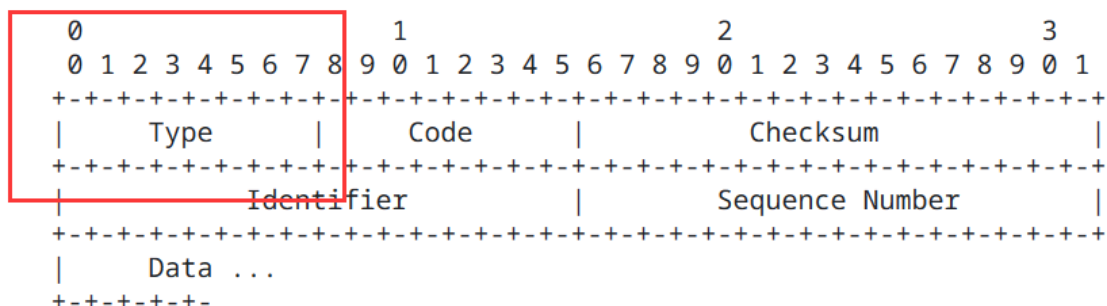 0                   1                   2                   3
0 1 2 3 4 5 6 7 8 9 0 1 2 3 4 5 6 7 8 9 0 1 2 3 4 5 6 7 8 9 0 1
+-+-+-+-+-+-+-+-+-+-+-+-+-+-+-+-+-+-+-+-+-+-+-+-+-+-+-+-+-+-+-+-+
|     Type      |     Code      |          Checksum             |
+-+-+-+-+-+-+-+-+-+-+-+-+-+-+-+-+-+-+-+-+-+-+-+-+-+-+-+-+-+-+-+-+
|           Identifier          |        Sequence Number        |
+-+-+-+-+-+-+-+-+-+-+-+-+-+-+-+-+-+-+-+-+-+-+-+-+-+-+-+-+-+-+-+-+
|     Data ...
+-+-+-+-+-